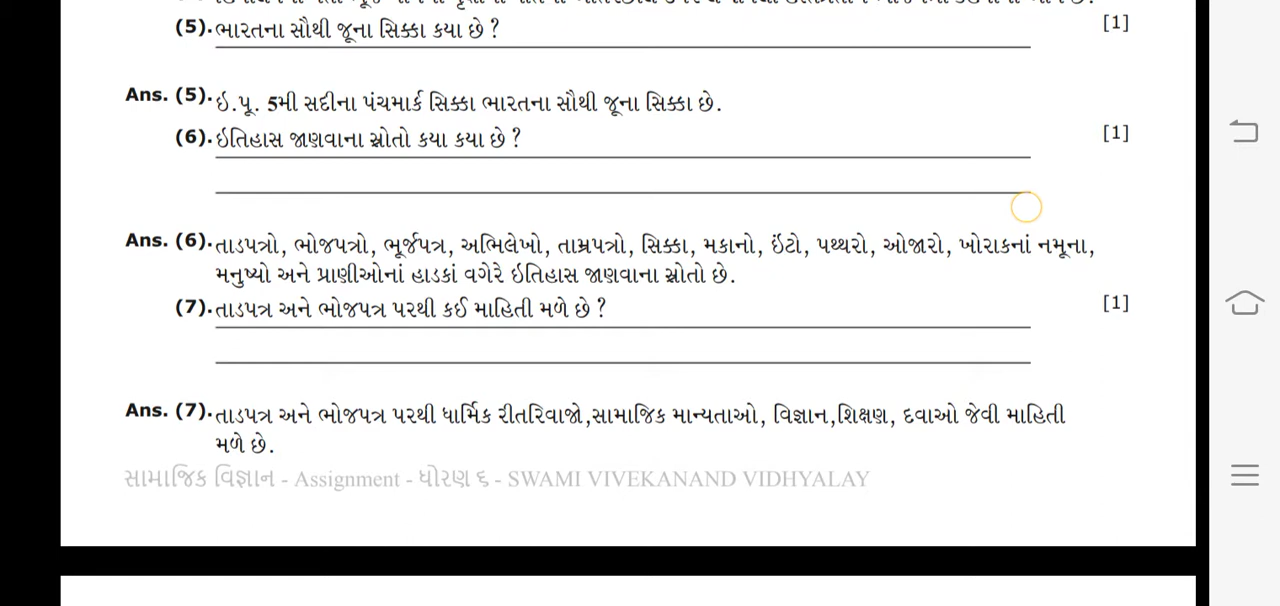 (5). ભારતના સૌથી જૂના સિક્કા કયા છે ? [1]
Ans. (5). ઇ.પૂ. 5મી સદીના પંચમાર્ક સિક્કા ભારતના સૌથી જૂના સિક્કા છે.
(6). ઇતિહાસ જાણવાના સ્રોતો કયા કયા છે ? [1]
Ans. (6). તાડપત્રો, ભોજપત્રો, ભૂર્જપત્ર, અભિલેખો, તામ્રપત્રો, સિક્કા, મકાનો, ઇંટો, પથ્થરો, ઓજારો, ખોરાકનાં નમૂના,
મનુષ્યો અને પ્રાણીઓનાં હાડકાં વગેરે ઇતિહાસ જાણવાના સ્રોતો છે.
(7). તાડપત્ર અને ભોજપત્ર પરથી કઈ માહિતી મળે છે ? [1]
Ans. (7). તાડપત્ર અને ભોજપત્ર પરથી ધાર્મિક રીતરિવાજો,સામાજિક માન્યતાઓ, વિજ્ઞાન,શિક્ષણ, દવાઓ જેવી માહિતી
મળે છે.
સામાજિક વિજ્ઞાન - Assignment - ધોરણ ૬ - SWAMI VIVEKANAND VIDHYALAY